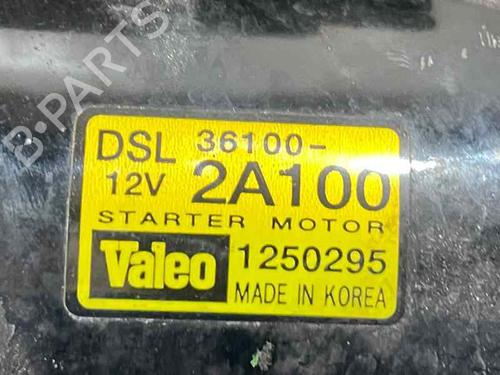 B-PARTS
DSL 36100-
12V 2A100
STARTER MOTOR
Valeo 1250295
MADE IN KOREA